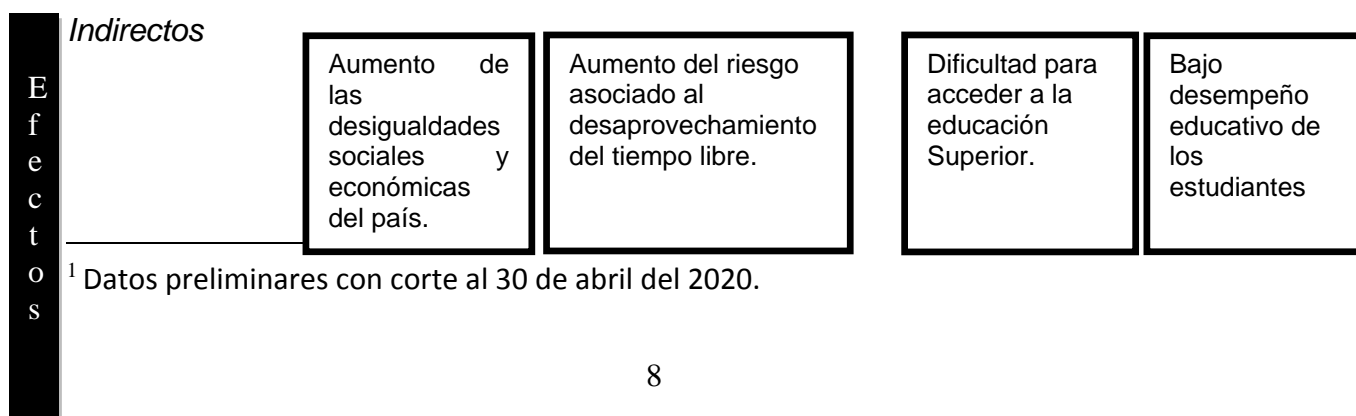 Indirectos
Efectos
Aumento de
las
desigualdades
sociales y
económicas
del país.
Aumento del riesgo
asociado al
desaprovechamiento
del tiempo libre.
Dificultad para
acceder a la
educación
Superior.
Bajo
desempeño
educativo de
los
estudiantes
1 Datos preliminares con corte al 30 de abril del 2020.
8